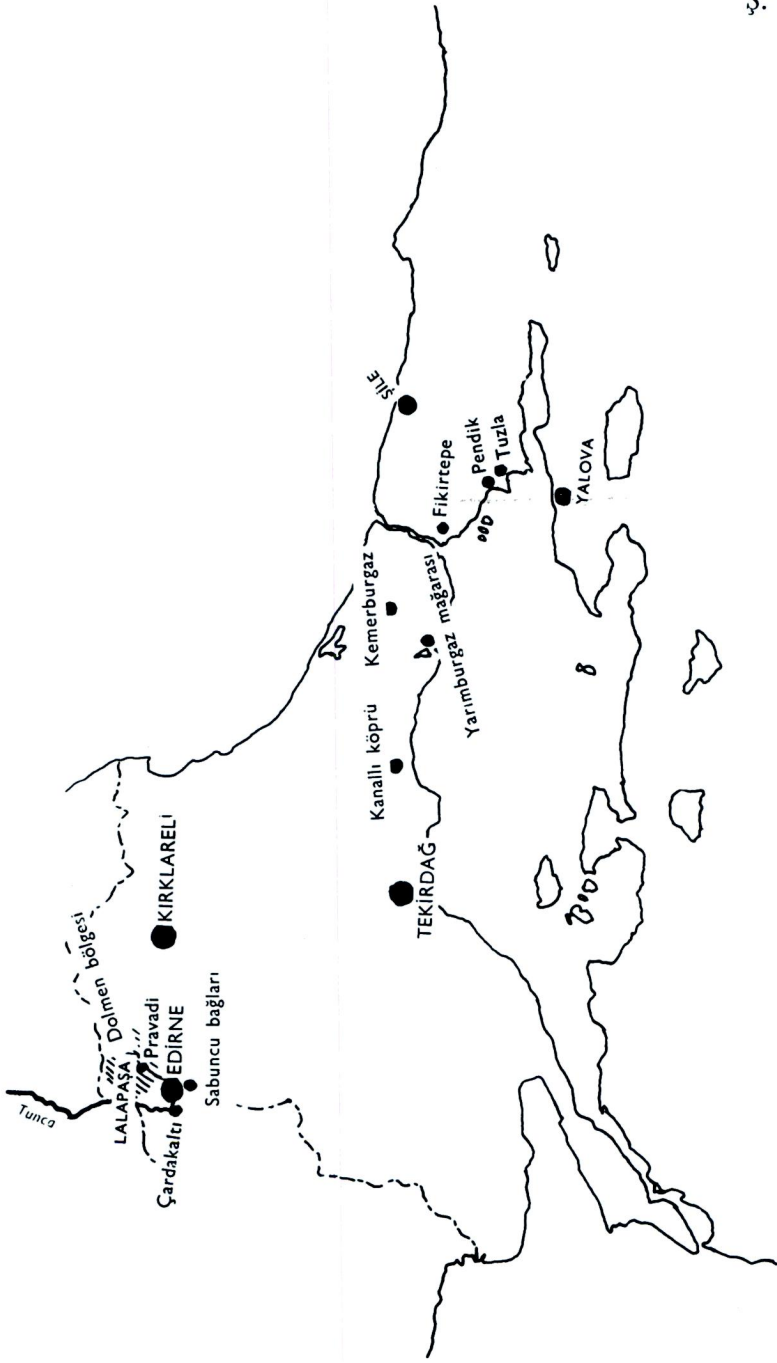 Tunca
LALAPAŞA
Dolmen bölgesi
Pravadi
EDİRNE
Çardakaltı
Sabuncu bağları
KIRKLARELİ
TEKİRDAĞ
Kanallı köprü
Kemerburgaz
Yarımburgaz mağarası
Fikirtepe
Pendik
Tuzla
ŞİLE
YALOVA